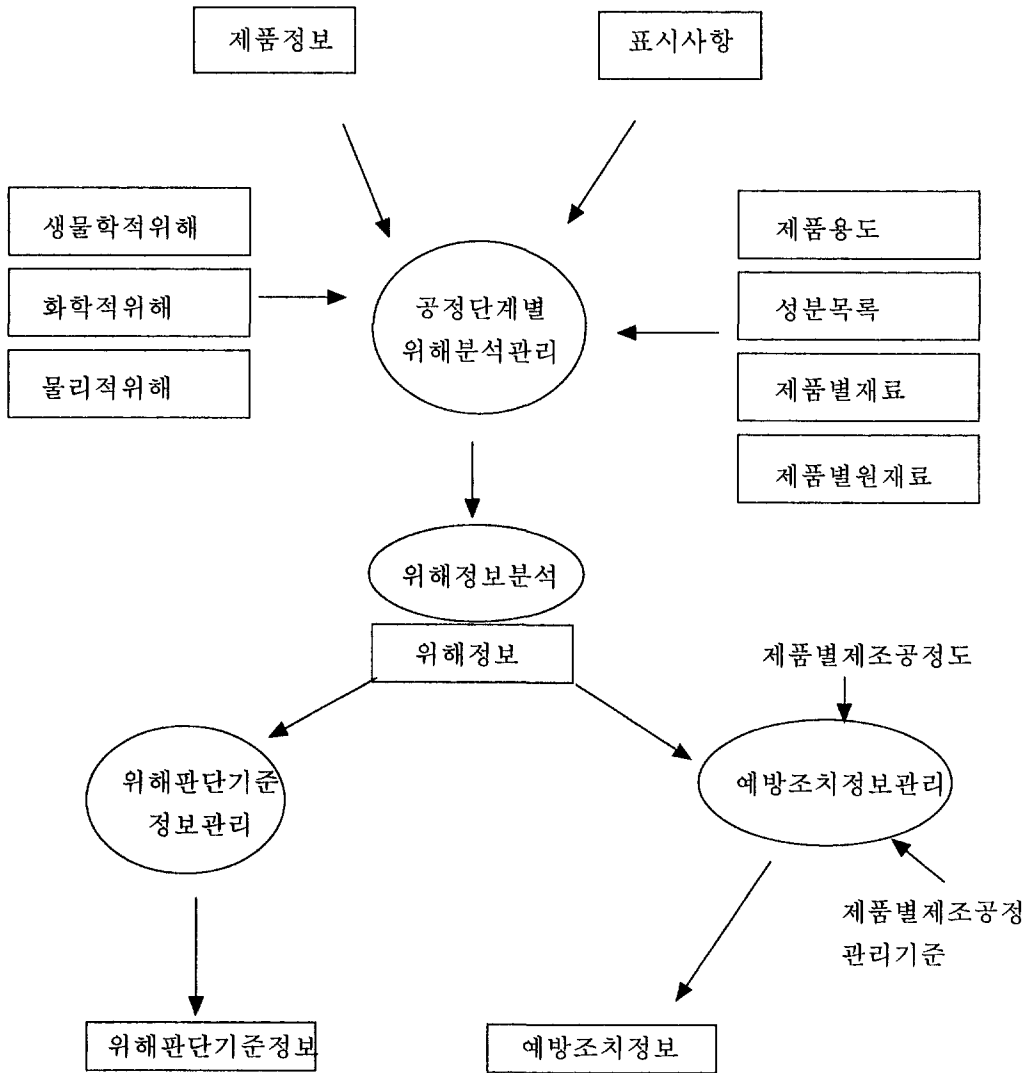 제품정보
표시사항
생물학적위해
화학적위해
물리적위해
공정단계별
위해분석관리
제품용도
성분목록
제품별재료
제품별원재료
위해정보분석
위해정보
제품별제조공정도
위해판단기준
정보관리
예방조치정보관리
제품별제조공정
관리기준
위해판단기준정보
예방조치정보